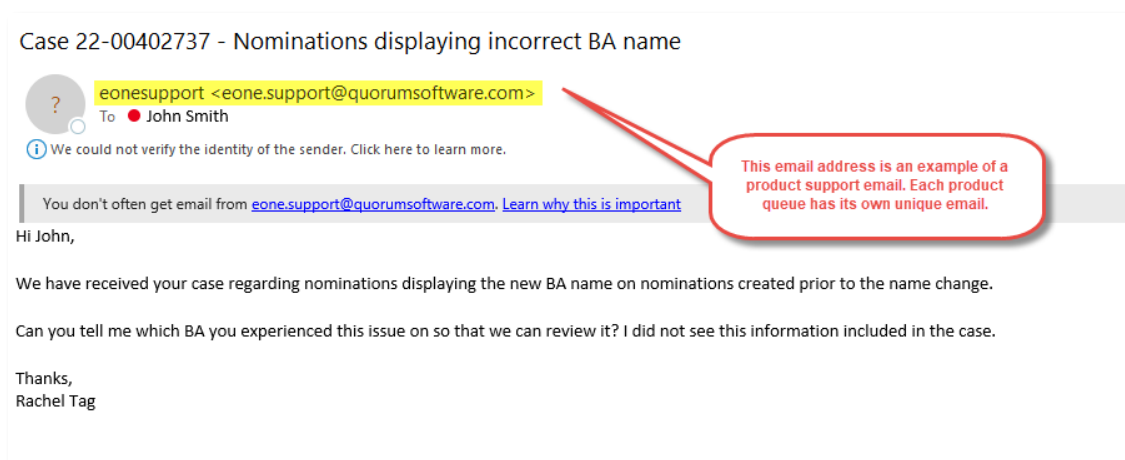 Case 22-00402737 - Nominations displaying incorrect BA name
?
eonesupport <eone.support@quorumsoftware.com>
To John Smith
i We could not verify the identity of the sender. Click here to learn more.
This email address is an example of a
product support email. Each product
queue has its own unique email.
You don't often get email from eone.support@quorumsoftware.com. Learn why this is important
Hi John,
We have received your case regarding nominations displaying the new BA name on nominations created prior to the name change.
Can you tell me which BA you experienced this issue on so that we can review it? I did not see this information included in the case.
Thanks,
Rachel Tag